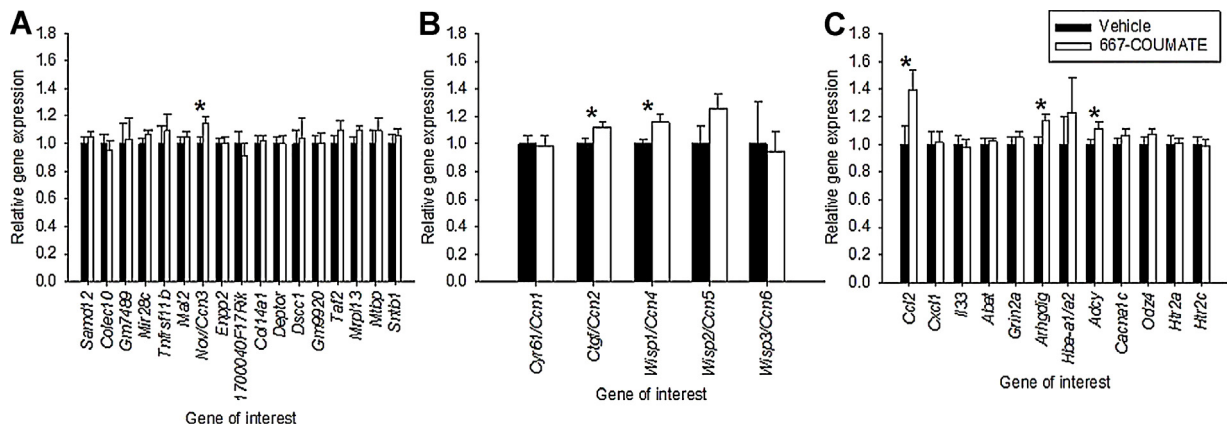 A
1.8
1.6
1.4
1.2
1.0
0.8
0.6
0.4
0.2
0.0
Relative gene expression
*
Samd12
Colec10
Gm7489
Mir28c
Tnfrsf11b
Maf2
Nov/Ccn3
Enpp2
1700040F17Rik
Col14a1
Deptor
Dscc1
Gm9920
Taf2
Mrpl13
Mtbp
Sntb1
Gene of interest
B
1.8
1.6
1.4
1.2
1.0
0.8
0.6
0.4
0.2
0.0
Relative gene expression
*
*
Cyr61/Ccn1
Ctgf/Ccn2
Wisp1/Ccn4
Wisp2/Ccn5
Wisp3/Ccn6
Gene of interest
C
Vehicle
667-COUMATE
1.8
1.6
1.4
1.2
1.0
0.8
0.6
0.4
0.2
0.0
Relative gene expression
*
*
*
Ccl2
Cxcl1
Il33
Abat
Grin2a
Arhgdig
Hba-a1/a2
Adcy
Cacna1c
Odz4
Htr2a
Htr2c
Gene of interest